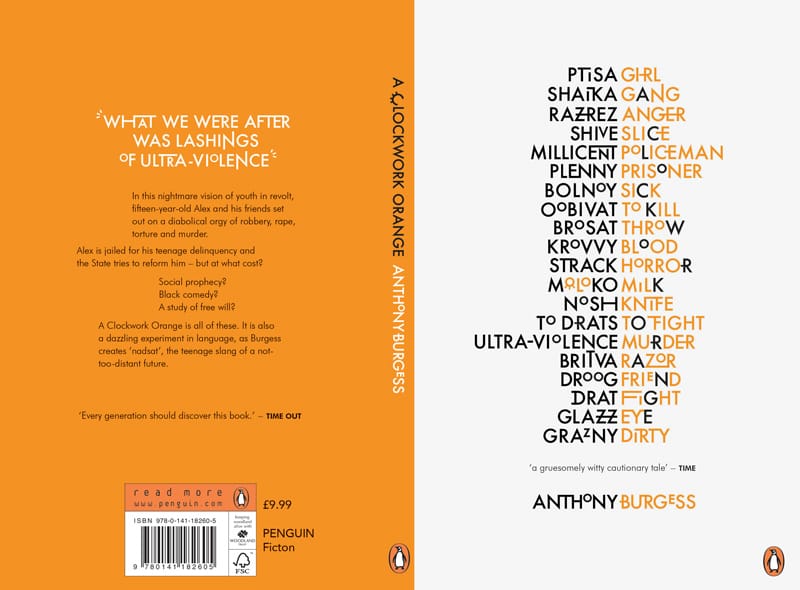 "WHAT WE WERE AFTER
WAS LASHINGS
OF ULTRA-VIOLENCE"
In this nightmare vision of youth in revolt,
fifteen-year-old Alex and his friends set
out on a diabolical orgy of robbery, rape,
torture and murder.
Alex is jailed for his teenage delinquency and
the State tries to reform him – but at what cost?
Social prophecy?
Black comedy?
A study of free will?
A Clockwork Orange is all of these. It is also
a dazzling experiment in language, as Burgess
creates 'nadsat', the teenage slang of a not-
too-distant future.
'Every generation should discover this book.' – TIME OUT
read more
www.penguin.com
ISBN 978-0-141-18260-5
9 780141 182605
keeping
woodland
alive with
WOODLAND
TRUST
FSC
£9.99
PENGUIN
Ficton
A CLOCKWORK ORANGE ANTHONY BURGESS
PTISA GIRL
SHAIKA GANG
RAZREZ ANGER
SHIVE SLICE
MILLICENT POLICEMAN
PLENNY PRISONER
BOLNOY SICK
OOBIVAT TO KILL
BROSAT THROW
KROVVY BLOOD
STRACK HORROR
MOLOKO MILK
NOSH KNIFE
TO DRATS TO FIGHT
ULTRA-VIOLENCE MURDER
BRITVA RAZOR
DROOG FRIEND
DRAT FIGHT
GLAZZ EYE
GRAZNY DIRTY
'a gruesomely witty cautionary tale' – TIME
ANTHONY BURGESS